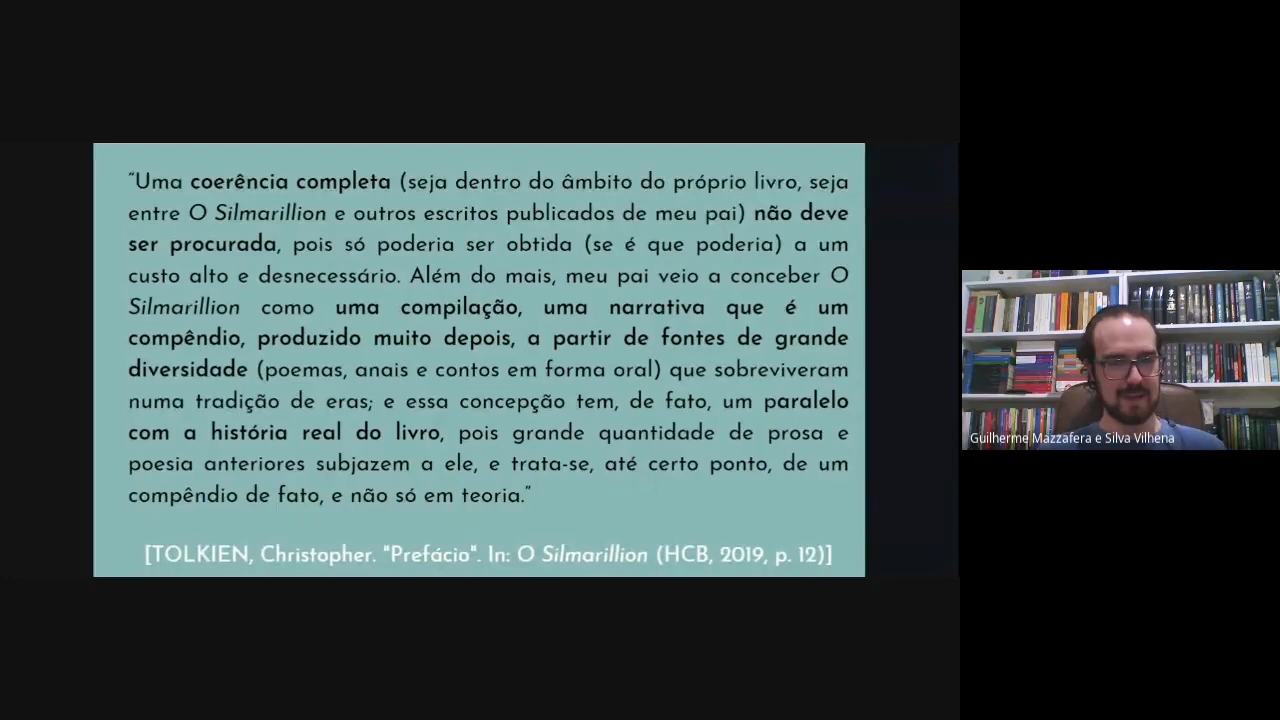 “Uma coerência completa (seja dentro do âmbito do próprio livro, seja
entre O Silmarillion e outros escritos publicados de meu pai) não deve
ser procurada, pois só poderia ser obtida (se é que poderia) a um
custo alto e desnecessário. Além do mais, meu pai veio a conceber O
Silmarillion como uma compilação, uma narrativa que é um
compêndio, produzido muito depois, a partir de fontes de grande
diversidade (poemas, anais e contos em forma oral) que sobreviveram
numa tradição de eras; e essa concepção tem, de fato, um paralelo
com a história real do livro, pois grande quantidade de prosa e
poesia anteriores subjazem a ele, e trata-se, até certo ponto, de um
compêndio de fato, e não só em teoria.”
[TOLKIEN, Christopher. "Prefácio". In: O Silmarillion (HCB, 2019, p. 12)]
Guilherme Mazzafera e Silva Vilhena